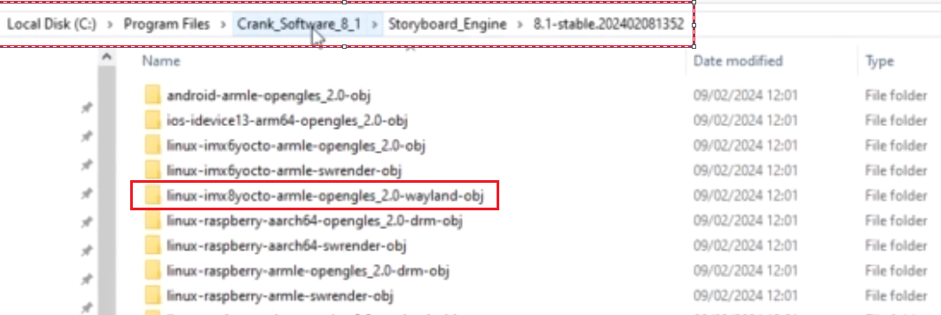 Local Disk (C:) > Program Files > Crank_Software_8_1 > Storyboard_Engine > 8.1-stable.202402081352
Name Date modified Type
android-armle-opengles_2.0-obj 09/02/2024 12:01 File folder
ios-idevice13-arm64-opengles_2.0-obj 09/02/2024 12:01 File folder
linux-imx6yocto-armle-opengles_2.0-obj 09/02/2024 12:01 File folder
linux-imx6yocto-armle-swrender-obj 09/02/2024 12:01 File folder
linux-imx8yocto-armle-opengles_2.0-wayland-obj 09/02/2024 12:01 File folder
linux-raspberry-aarch64-opengles_2.0-drm-obj 09/02/2024 12:01 File folder
linux-raspberry-aarch64-swrender-obj 09/02/2024 12:01 File folder
linux-raspberry-armle-opengles_2.0-drm-obj 09/02/2024 12:01 File folder
linux-raspberry-armle-swrender-obj 09/02/2024 12:01 File folder